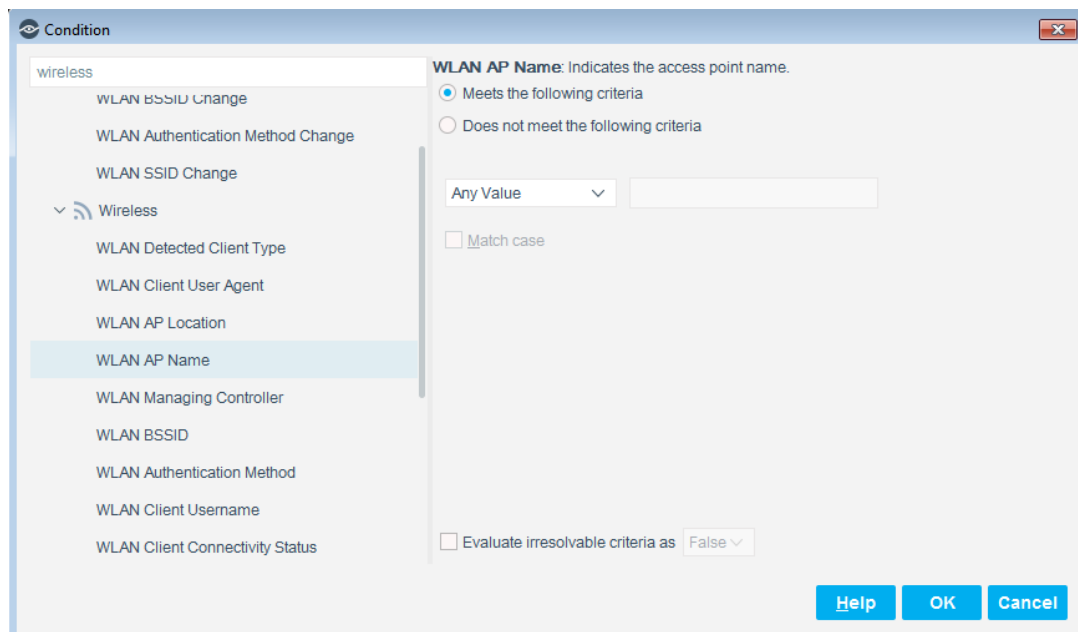 Condition
wireless
WLAN BSSID Change
WLAN Authentication Method Change
WLAN SSID Change
Wireless
WLAN Detected Client Type
WLAN Client User Agent
WLAN AP Location
WLAN AP Name
WLAN Managing Controller
WLAN BSSID
WLAN Authentication Method
WLAN Client Username
WLAN Client Connectivity Status
WLAN AP Name: Indicates the access point name.
Meets the following criteria
Does not meet the following criteria
Any Value
Match case
Evaluate irresolvable criteria as False
Help OK Cancel